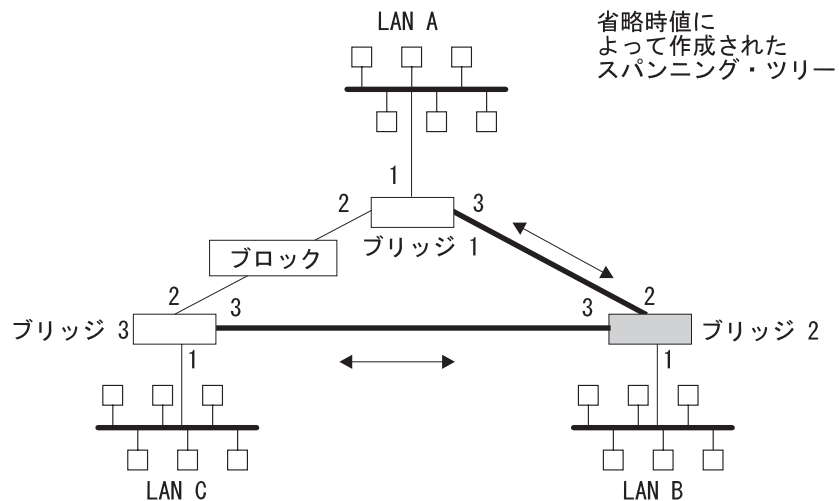 LAN A
省略時値に
よって作成された
スパンニング・ツリー
1
2
3
ブリッジ 1
ブロック
2
3
3
2
ブリッジ 3
ブリッジ 2
1
1
LAN C
LAN B